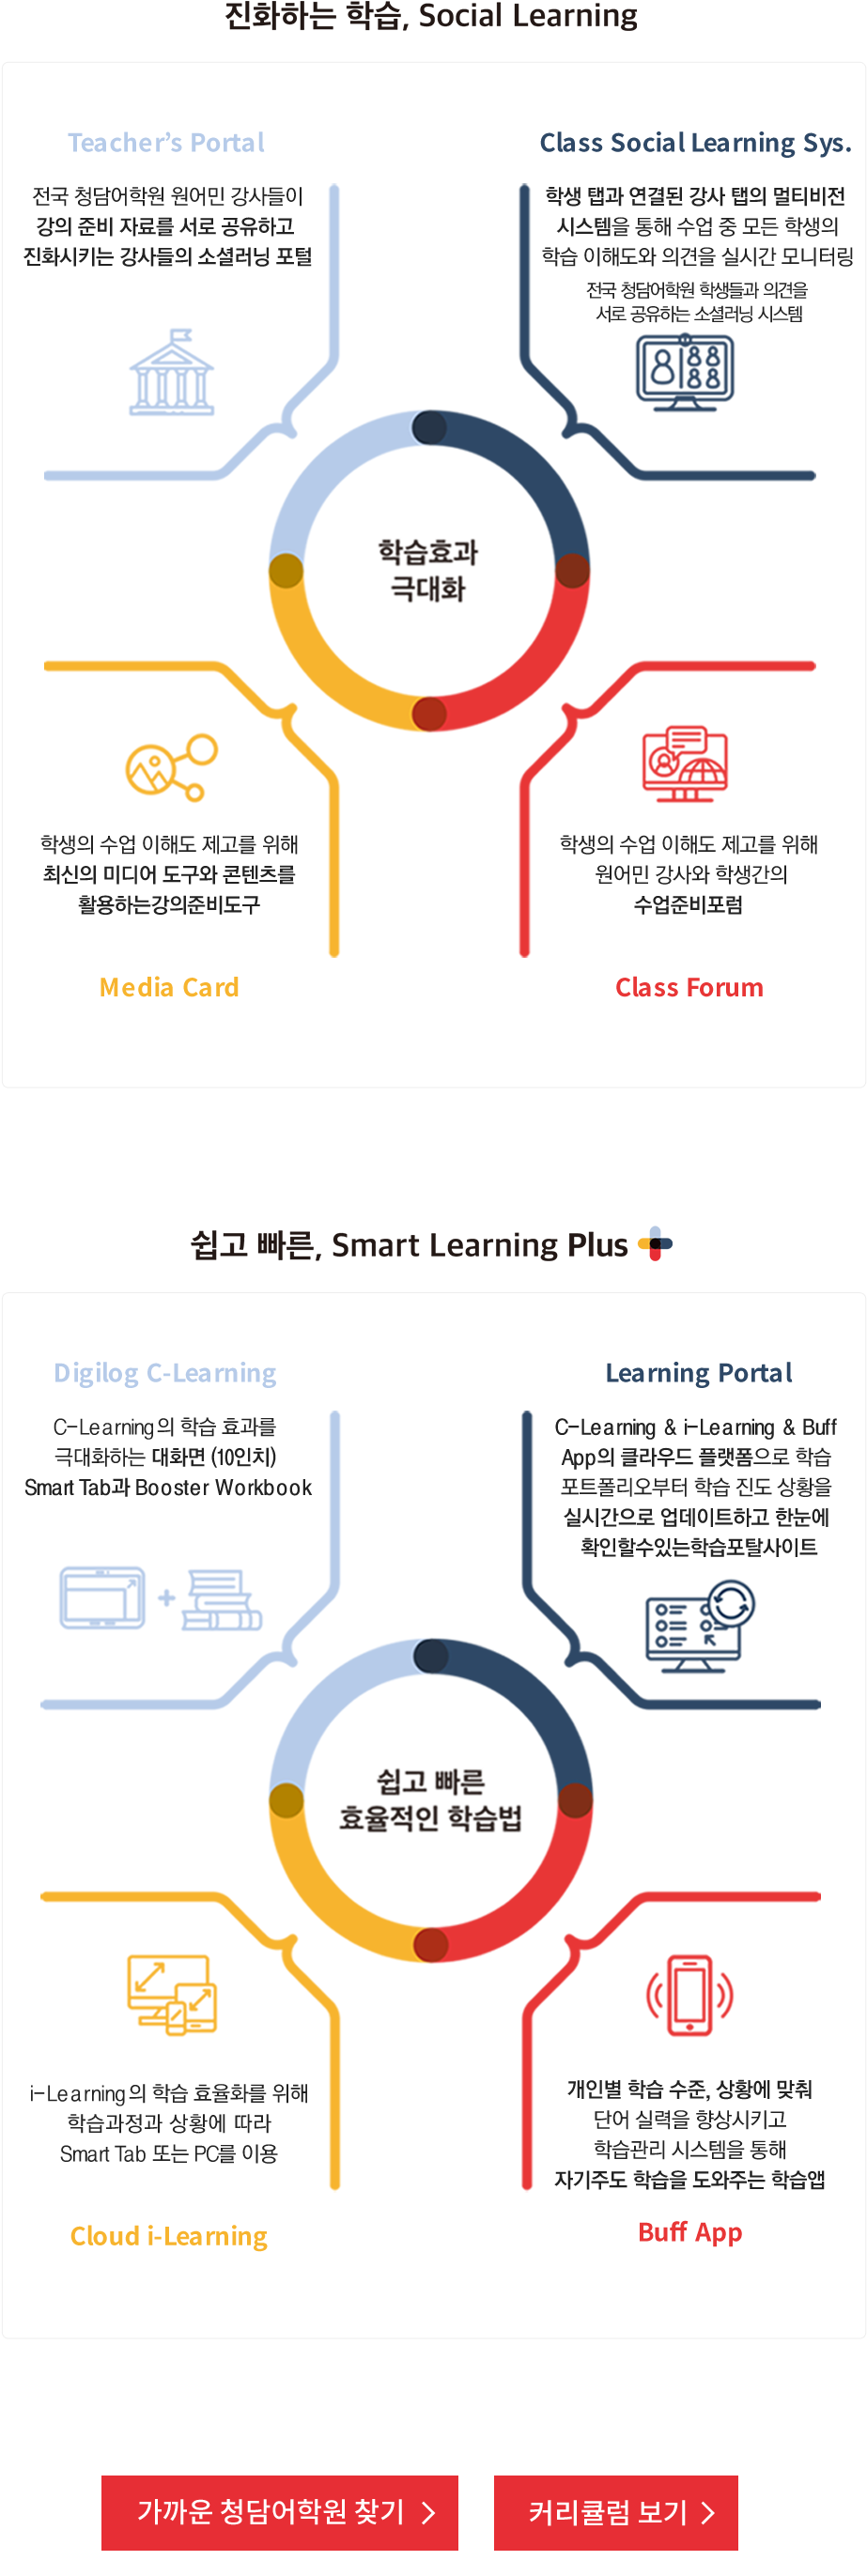 진화하는 학습, Social Learning
Teacher’s Portal
전국 청담어학원 원어민 강사들이
강의 준비 자료를 서로 공유하고
진화시키는 강사들의 소셜러닝 포털
Class Social Learning Sys.
학생 탭과 연결된 강사 탭의 멀티비전
시스템을 통해 수업 중 모든 학생의
학습 이해도와 의견을 실시간 모니터링
전국 청담어학원 학생들과 의견을
서로 공유하는 소셜러닝 시스템
학습효과
극대화
학생의 수업 이해도 제고를 위해
최신의 미디어 도구와 콘텐츠를
활용하는강의준비도구
Media Card
학생의 수업 이해도 제고를 위해
원어민 강사와 학생간의
수업준비포럼
Class Forum
쉽고 빠른, Smart Learning Plus
Digilog C-Learning
C-Learning의 학습 효과를
극대화하는 대화면 (10인치)
Smart Tab과 Booster Workbook
Learning Portal
C-Learning & i-Learning & Buff
App의 클라우드 플랫폼으로 학습
포트폴리오부터 학습 진도 상황을
실시간으로 업데이트하고 한눈에
확인할수있는학습포탈사이트
쉽고 빠른
효율적인 학습법
i-Learning의 학습 효율화를 위해
학습과정과 상황에 따라
Smart Tab 또는 PC를 이용
Cloud i-Learning
개인별 학습 수준, 상황에 맞춰
단어 실력을 향상시키고
학습관리 시스템을 통해
자기주도 학습을 도와주는 학습앱
Buff App
가까운 청담어학원 찾기 >
커리큘럼 보기 >